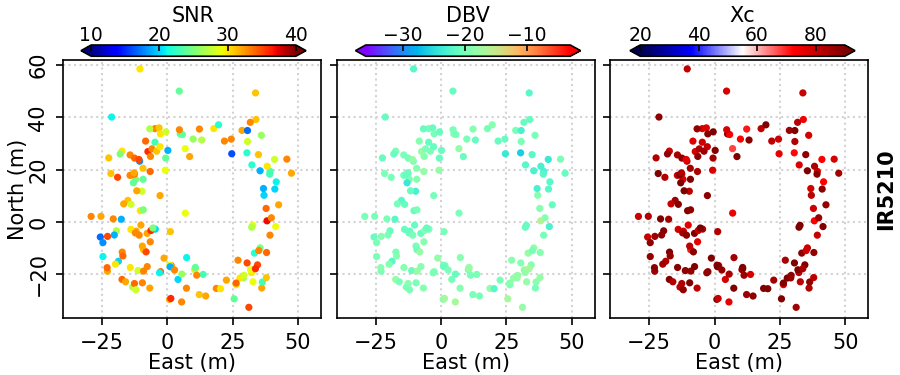 SNR DBV Xc
10 20 30 40 −30 −20 −10 20 40 60 80
60
40
20
0
−20
North (m)
IR5210
−25 0 25 50 −25 0 25 50 −25 0 25 50
East (m) East (m) East (m)